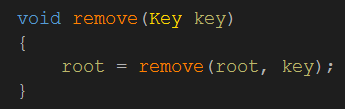 void remove(Key key)
{
    root = remove(root, key);
}